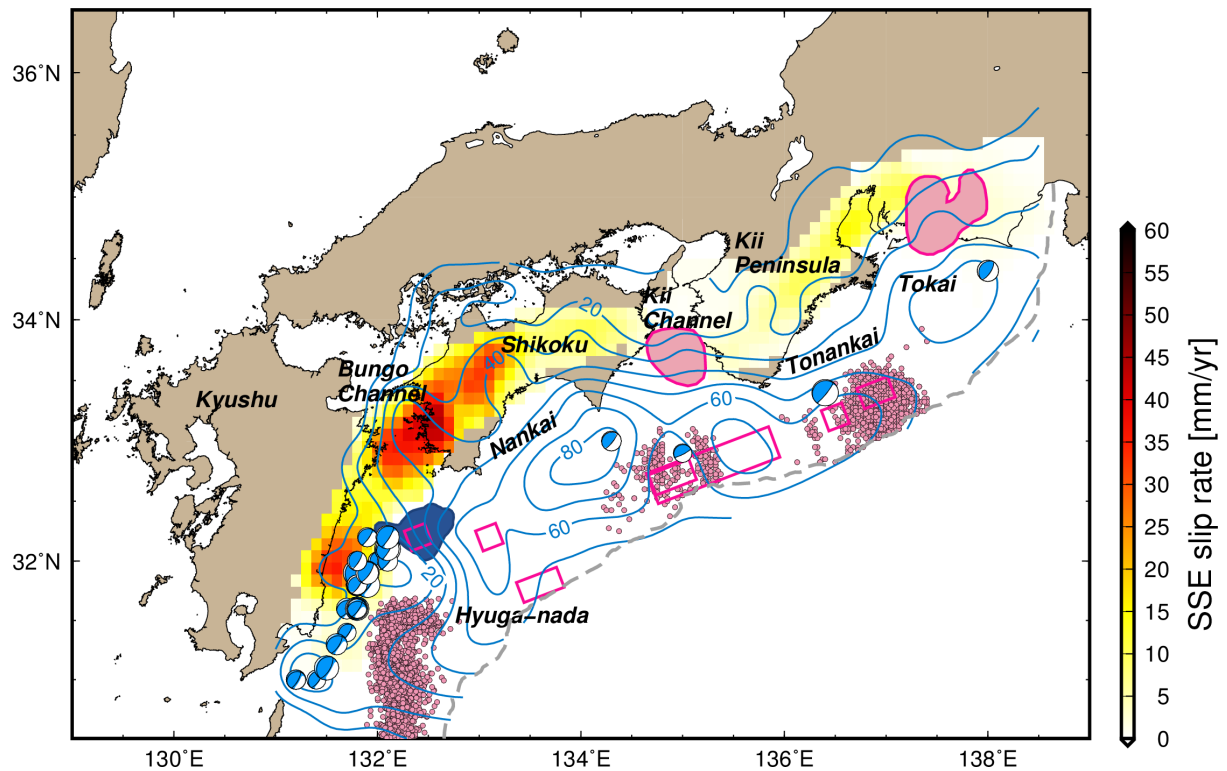 36˚N
34˚N
32˚N
130˚E
132˚E
134˚E
136˚E
138˚E
Kii
Peninsula
Tokai
Kii
Channel
Tonankai
Shikoku
Bungo
Channel
Kyushu
Nankai
Hyuga−nada
20
40
60
80
60
20
60
55
50
45
40
35
30
25
20
15
10
5
0
SSE slip rate [mm/yr]